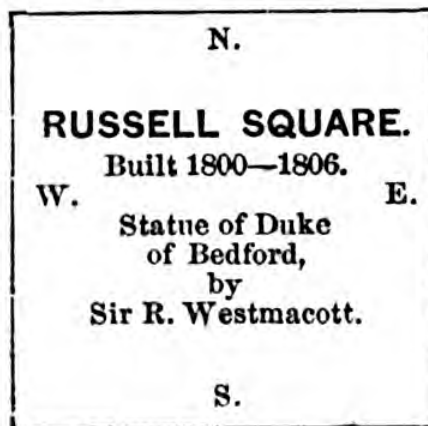 N.
RUSSELL SQUARE.
Built 1800—1806.
W.
E.
Statue of Duke
of Bedford,
by
Sir R. Westmacott.
S.